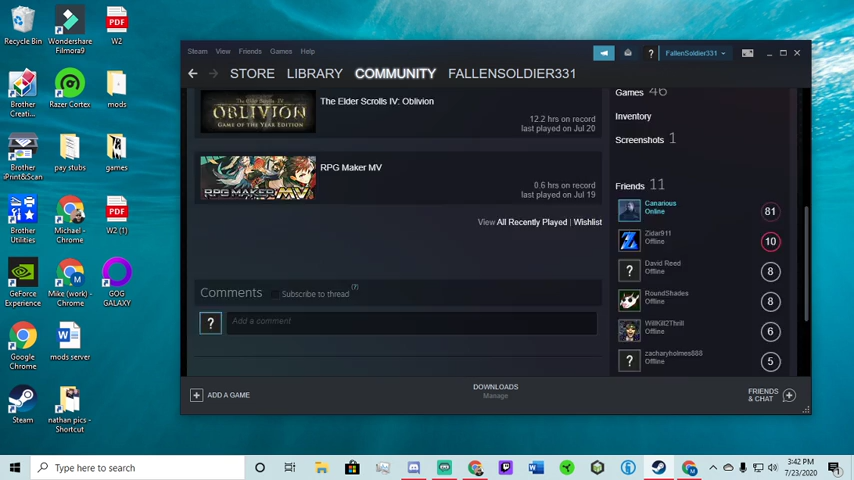 Recycle Bin
Wondershare
Filmora9
W2
Brother
Creati...
Razer Cortex
mods
Brother
iPrint&Scan
pay stubs
games
Brother
Utilities
Michael -
Chrome
W2 (1)
GeForce
Experience
Mike (work) -
Chrome
GOG
GALAXY
Google
Chrome
mods server
Steam
nathan pics -
Shortcut
Steam View Friends Games Help
FallenSoldier331
STORE LIBRARY COMMUNITY FALLENSOLDIER331
The Elder Scrolls IV: Oblivion
12.2 hrs on record
last played on Jul 20
RPG Maker MV
0.6 hrs on record
last played on Jul 19
View All Recently Played | Wishlist
Comments Subscribe to thread (?)
Add a comment
Games 46
Inventory
Screenshots 1
Friends 11
Canarious
Online
81
Zidar911
Offline
10
David Reed
Offline
8
RoundShades
Offline
8
WillKill2Thrill
Offline
6
zacharyholmes888
Offline
5
ADD A GAME
DOWNLOADS
Manage
FRIENDS
& CHAT
Type here to search
3:42 PM
7/23/2020